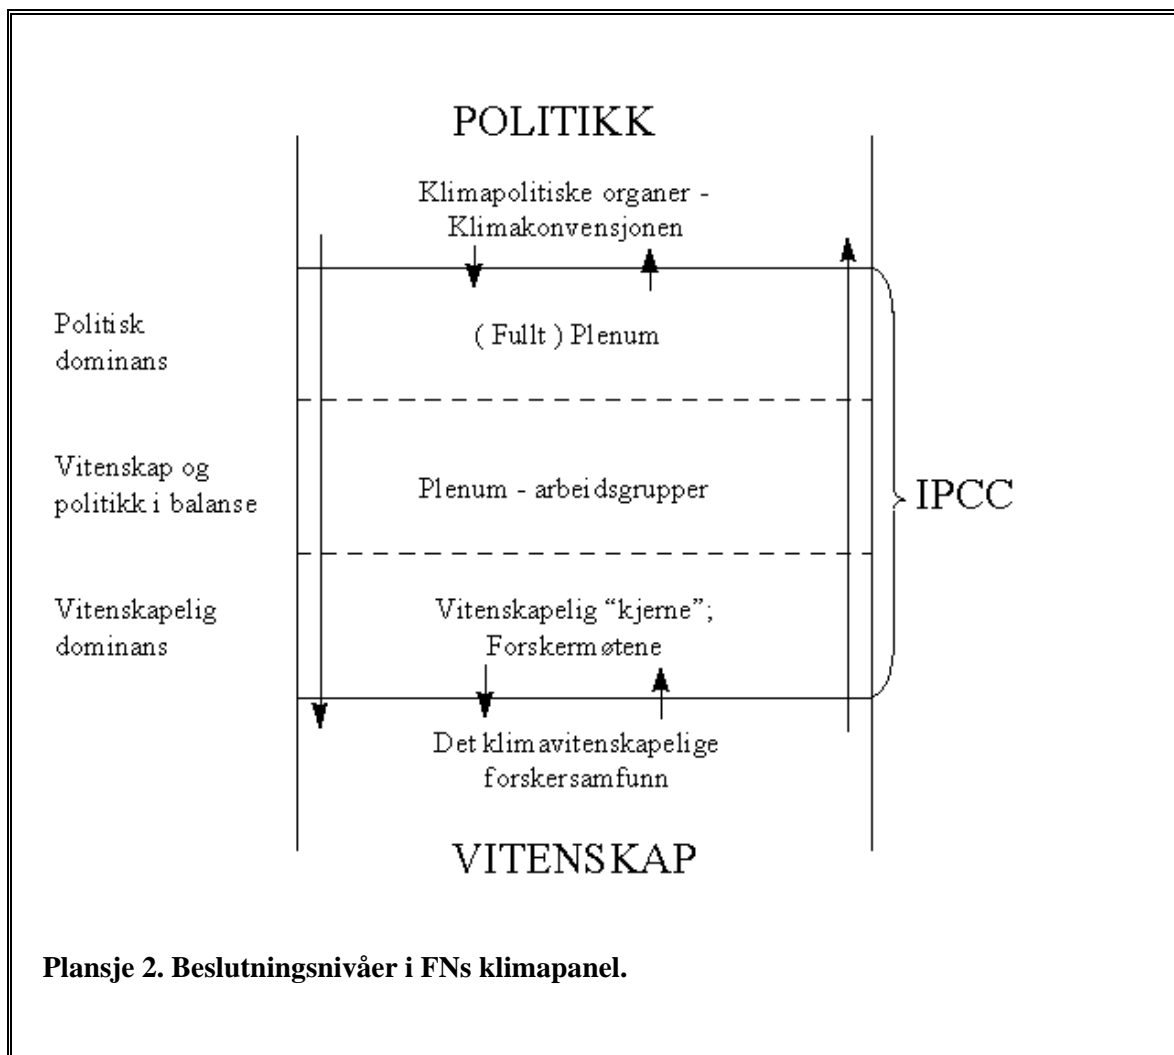 POLITIKK
Klimapolitiske organer -
Klimakonvensjonen
Politisk
dominans
( Fullt ) Plenum
Vitenskap og
politikk i balanse
Plenum - arbeidsgrupper
IPCC
Vitenskapelig
dominans
Vitenskapelig “kjerne”;
Forskermøtene
Det klimavitenskapelige
forskersamfunn
VITENSKAP
Plansje 2. Beslutningsnivåer i FNs klimapanel.